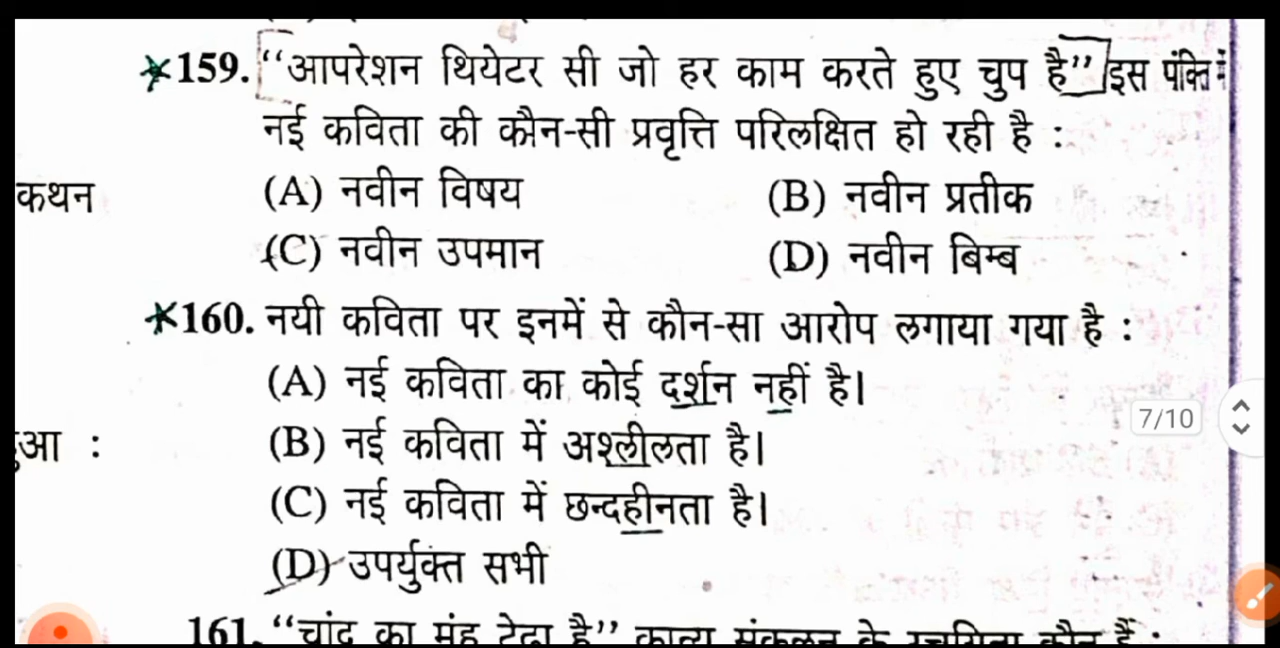 159. “आपरेशन थियेटर सी जो हर काम करते हुए चुप है” इस पंक्ति में
नई कविता की कौन-सी प्रवृत्ति परिलक्षित हो रही है :
कथन
(A) नवीन विषय (B) नवीन प्रतीक
(C) नवीन उपमान (D) नवीन बिम्ब
160. नयी कविता पर इनमें से कौन-सा आरोप लगाया गया है :
(A) नई कविता का कोई दर्शन नहीं है।
7/10
(B) नई कविता में अश्लीलता है।
(C) नई कविता में छन्दहीनता है।
(D) उपर्युक्त सभी
161. “चांद का मुंह टेढ़ा है” काव्य संकलन के रचयिता कौन हैं :